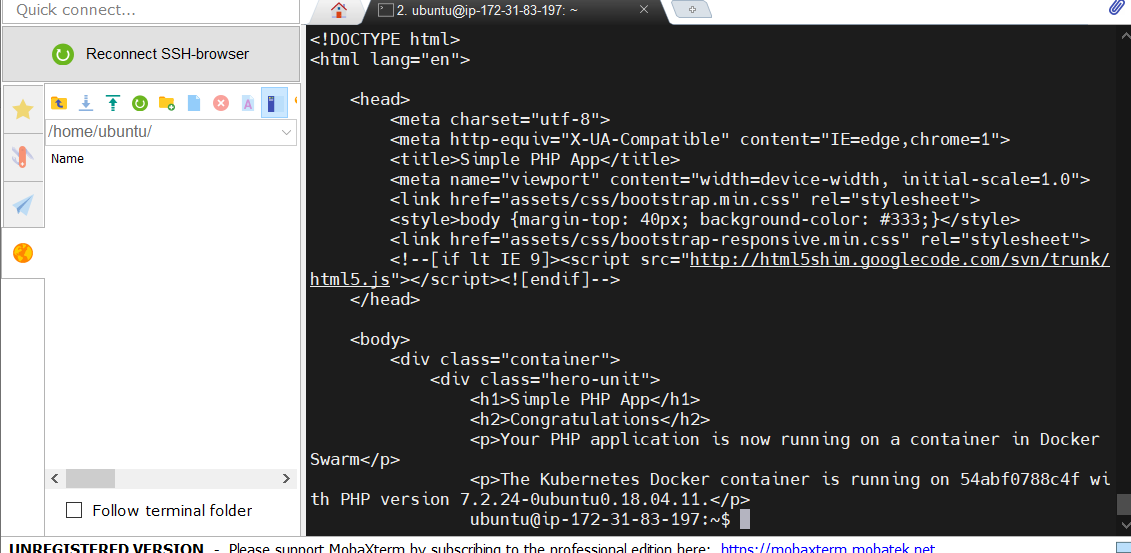 Quick connect...
2. ubuntu@ip-172-31-83-197: ~
Reconnect SSH-browser
/home/ubuntu/
Name
Follow terminal folder
<!DOCTYPE html>
<html lang="en">
<head>
<meta charset="utf-8">
<meta http-equiv="X-UA-Compatible" content="IE=edge,chrome=1">
<title>Simple PHP App</title>
<meta name="viewport" content="width=device-width, initial-scale=1.0">
<link href="assets/css/bootstrap.min.css" rel="stylesheet">
<style>body {margin-top: 40px; background-color: #333;}</style>
<link href="assets/css/bootstrap-responsive.min.css" rel="stylesheet">
<!--[if lt IE 9]><script src="http://html5shim.googlecode.com/svn/trunk/
html5.js"></script><![endif]-->
</head>
<body>
<div class="container">
<div class="hero-unit">
<h1>Simple PHP App</h1>
<h2>Congratulations</h2>
<p>Your PHP application is now running on a container in Docker
Swarm</p>
<p>The Kubernetes Docker container is running on 54abf0788c4f wi
th PHP version 7.2.24-0ubuntu0.18.04.11.</p>
ubuntu@ip-172-31-83-197:~$
UNREGISTERED VERSION - Please support MobaXterm by subscribing to the professional edition here: https://mobaxterm.mobatek.net